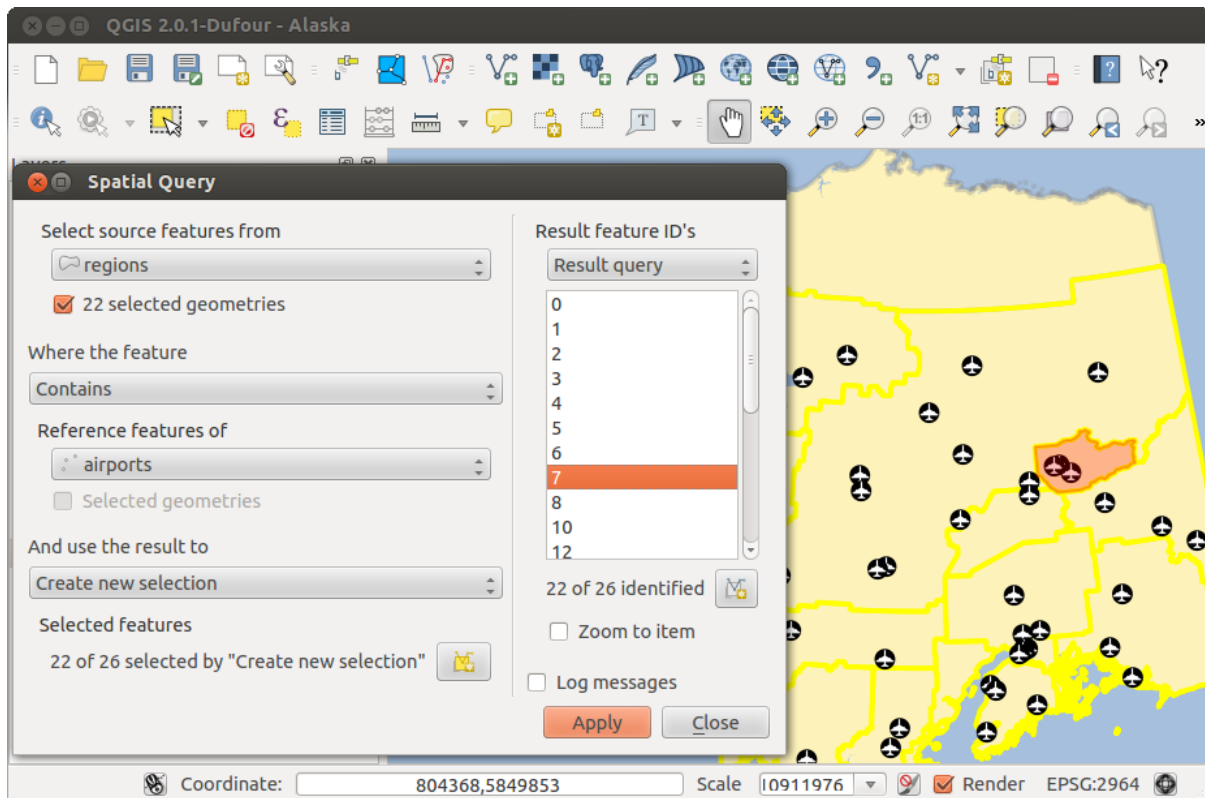 QGIS 2.0.1-Dufour - Alaska
Layers
Spatial Query
Select source features from
regions
22 selected geometries
Where the feature
Contains
Reference features of
airports
Selected geometries
And use the result to
Create new selection
Selected features
22 of 26 selected by "Create new selection"
Result feature ID's
Result query
0
1
2
3
4
5
6
7
8
10
12
22 of 26 identified
Zoom to item
Log messages
Apply
Close
Coordinate:
804368,5849853
Scale
10911976
Render
EPSG:2964